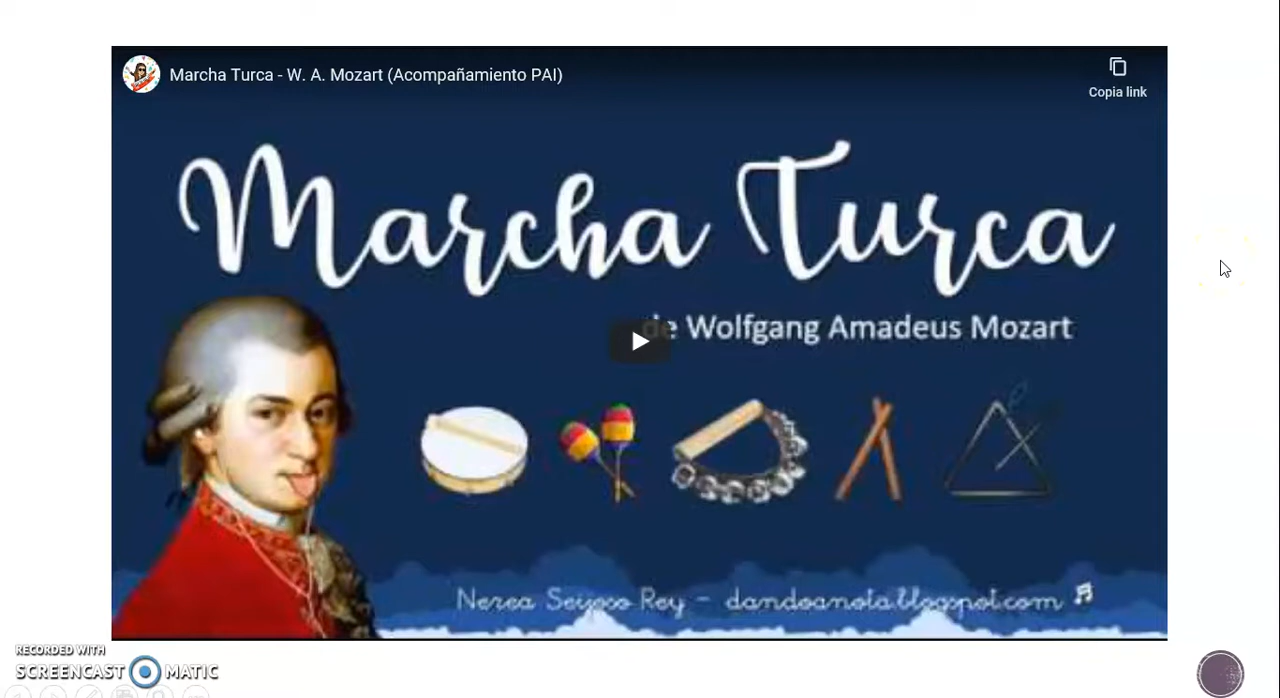 Marcha Turca - W. A. Mozart (Acompañamiento PAI)
Copia link
Marcha Turca
de Wolfgang Amadeus Mozart
Nerea Seijoso Rey - dandoanota.blogspot.com
RECORDED WITH
SCREENCAST MATIC